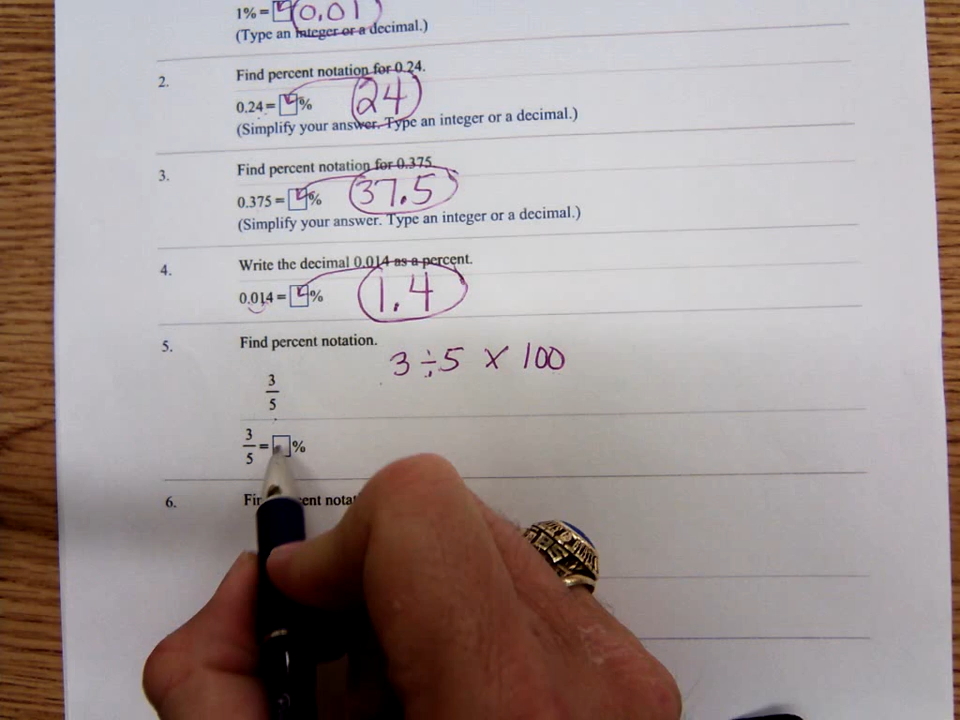 1% = 0.01
(Type an integer or a decimal.)
2. Find percent notation for 0.24.
0.24 = % 24
(Simplify your answer. Type an integer or a decimal.)
3. Find percent notation for 0.375.
0.375 = % 37.5
(Simplify your answer. Type an integer or a decimal.)
4. Write the decimal 0.014 as a percent.
0.014 = % 1.4
5. Find percent notation.
3 ÷ 5 X 100
3
5
3
5 = %
6.